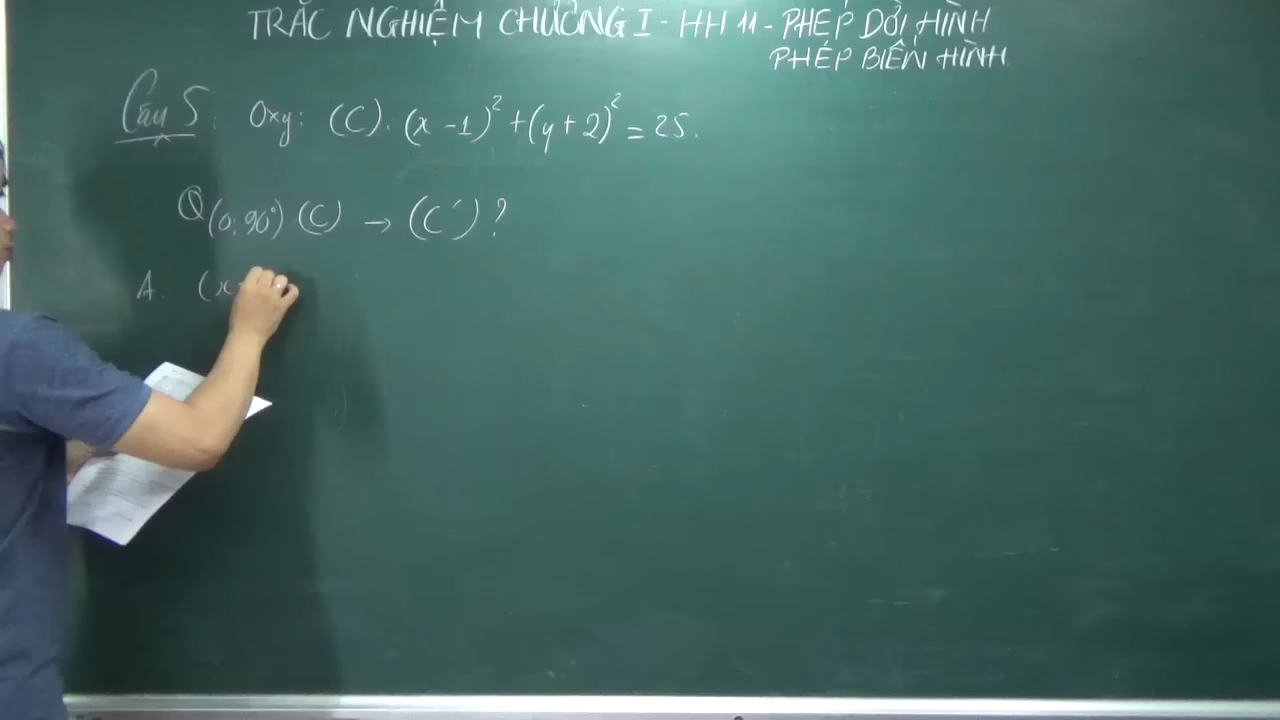 TRẮC NGHIỆM CHƯƠNG I - HH 11 - PHÉP DỜI HÌNH
PHÉP BIẾN HÌNH
Câu 5: Oxy: (C): (x - 1)² + (y + 2)² = 25.
Q(O; 90°) (C) → (C') ?
A. (x